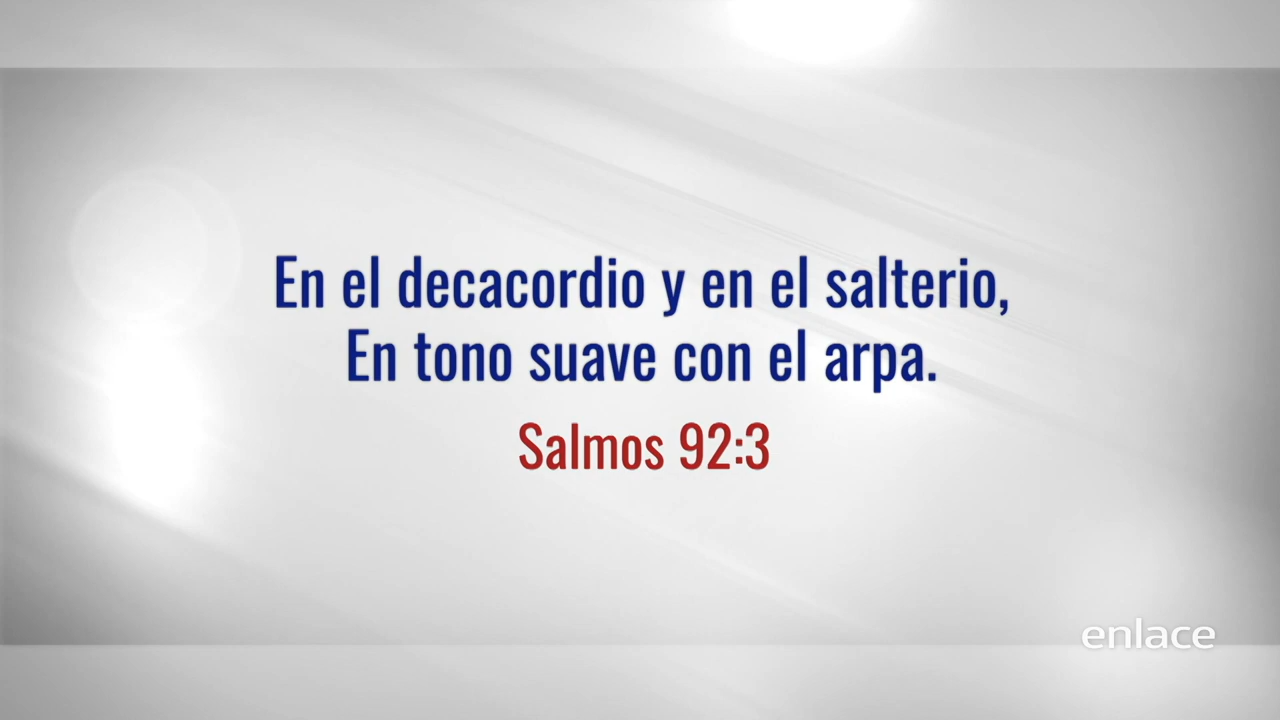 En el decacordio y en el salterio,
En tono suave con el arpa.
Salmos 92:3
enlace